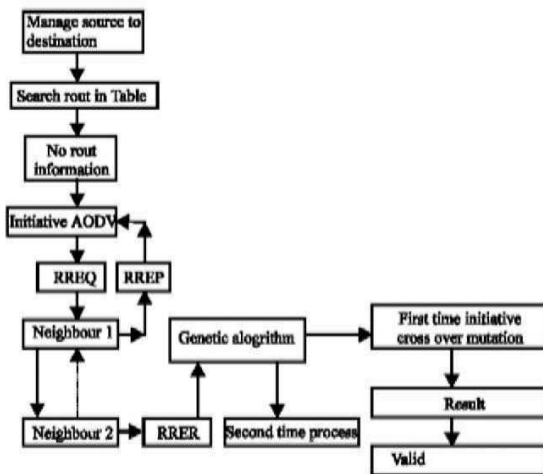 Manage source to
destination
Search rout in Table
No rout
information
Initiative AODV
RREQ
RREP
Neighbour 1
Genetic alogrithm
First time initiative
cross over mutation
Neighbour 2
RRER
Second time process
Result
Valid